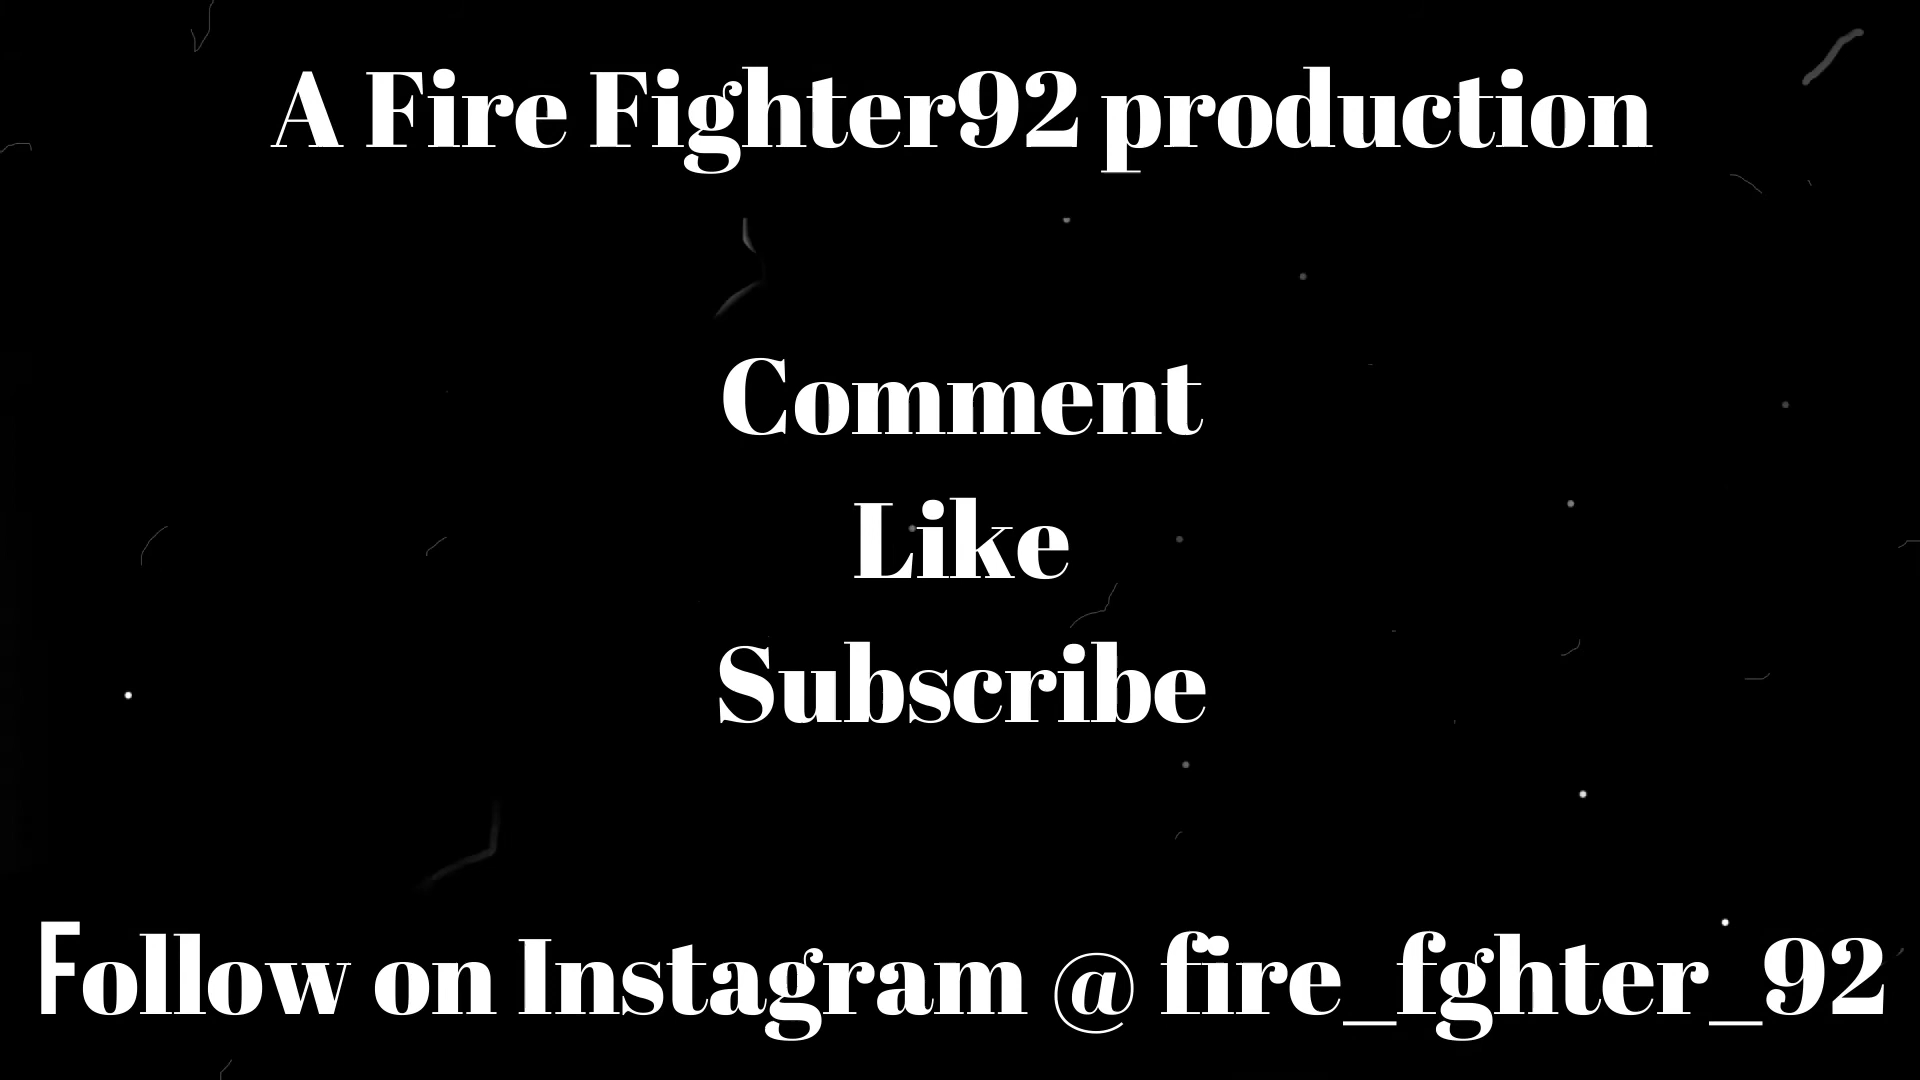 A Fire Fighter92 production
Comment
Like
Subscribe
Follow on Instagram @ fire_fghter_92